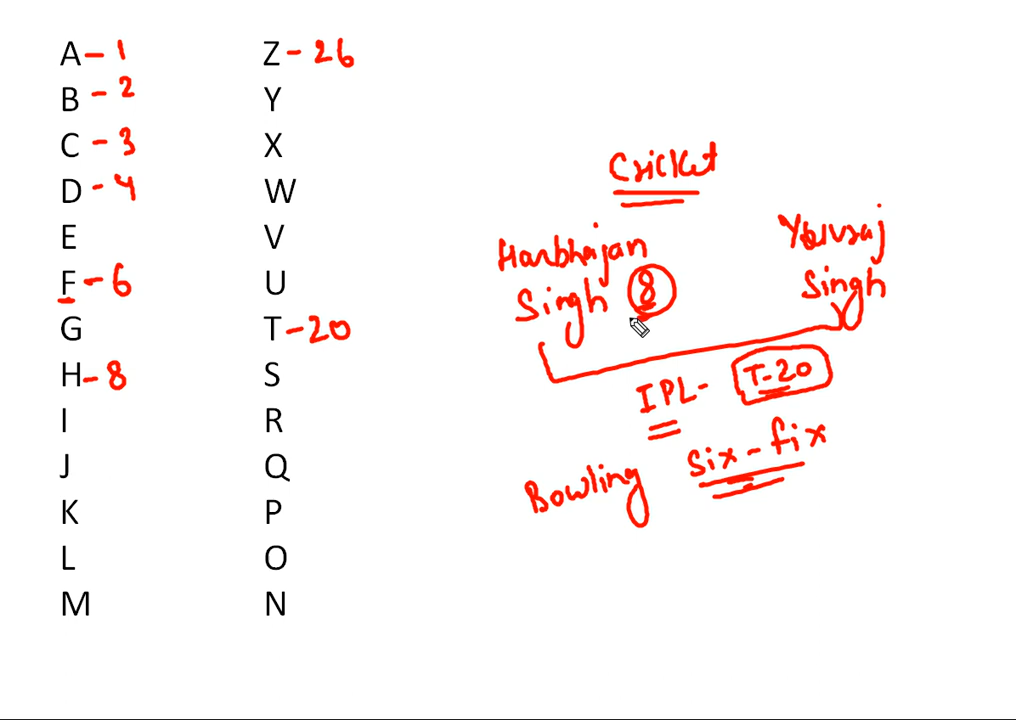 A - 1
B - 2
C - 3
D - 4
E
F - 6
G
H - 8
I
J
K
L
M
Z - 26
Y
X
W
V
U
T - 20
S
R
Q
P
O
N
Cricket
Harbhajan
Singh 8
Yuvraj
Singh
IPL - T-20
Six - fix
Bowling